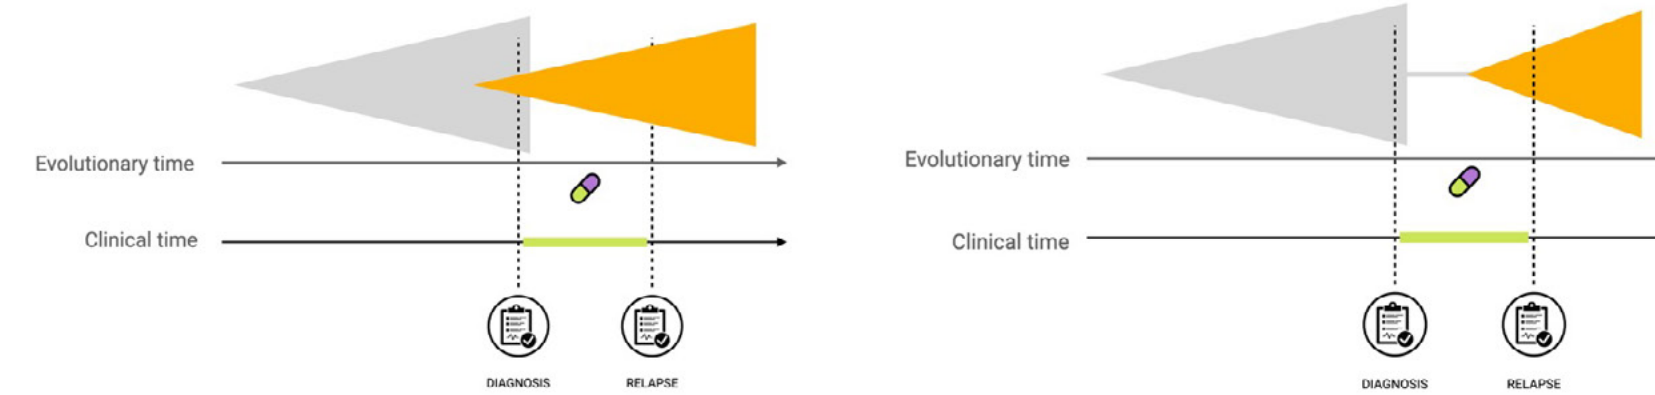 Evolutionary time
Clinical time
DIAGNOSIS
RELAPSE
Evolutionary time
Clinical time
DIAGNOSIS
RELAPSE